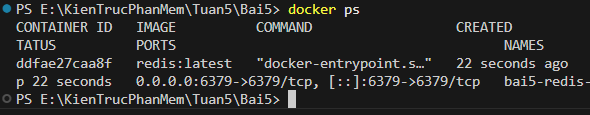 PS E:\KienTrucPhanMem\Tuan5\Bai5> docker ps
CONTAINER ID   IMAGE          COMMAND                  CREATED          S
TATUS          PORTS                                         NAMES
ddfae27caa8f   redis:latest   "docker-entrypoint.s…"   22 seconds ago   U
p 22 seconds   0.0.0.0:6379->6379/tcp, [::]:6379->6379/tcp   bai5-redis-
PS E:\KienTrucPhanMem\Tuan5\Bai5>